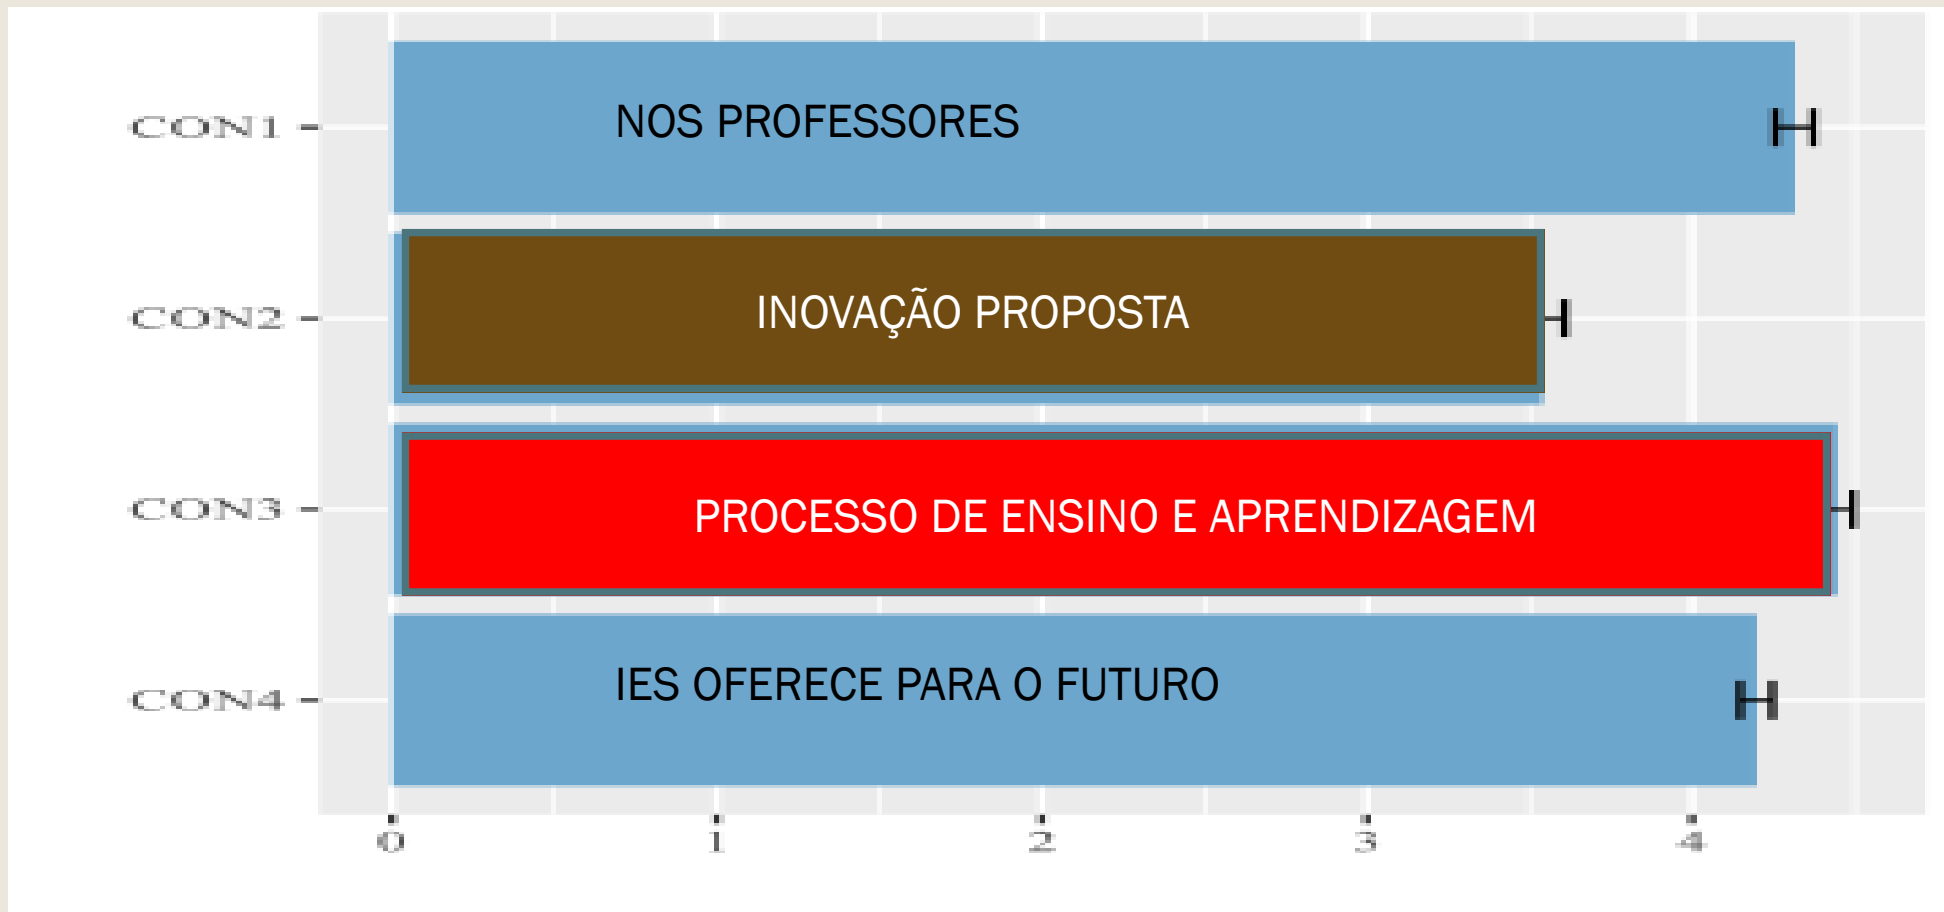 CON1
NOS PROFESSORES
CON2
INOVAÇÃO PROPOSTA
CON3
PROCESSO DE ENSINO E APRENDIZAGEM
CON4
IES OFERECE PARA O FUTURO
0 1 2 3 4